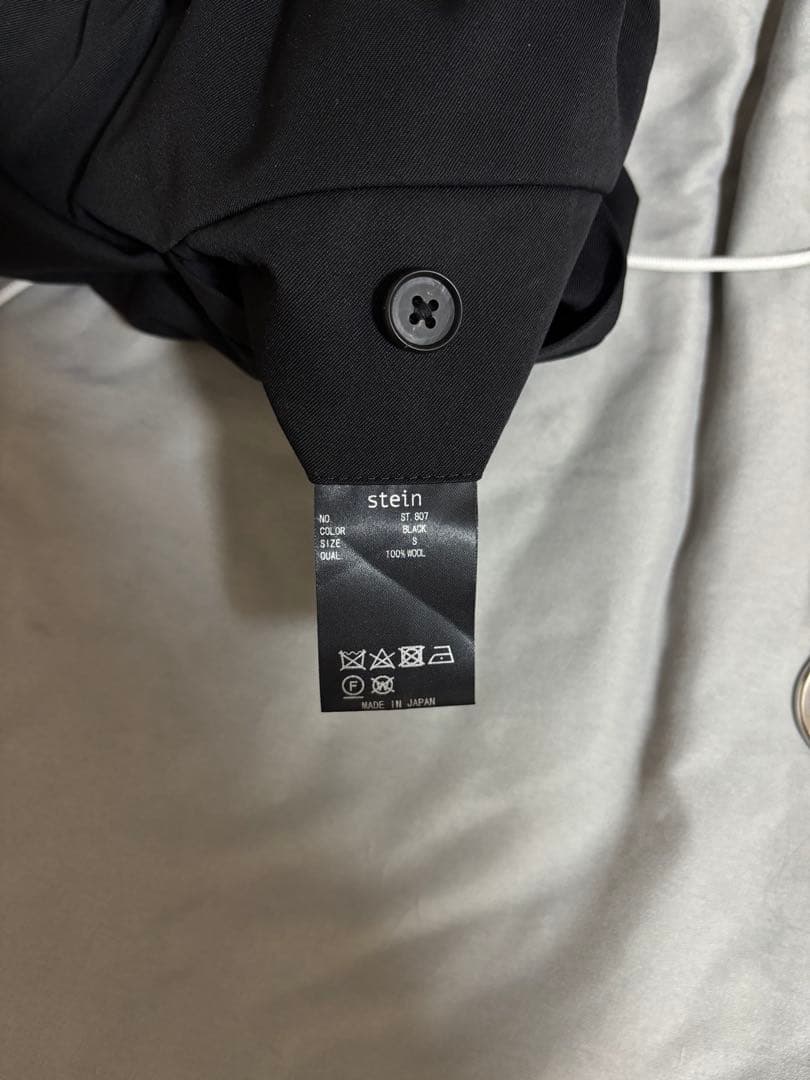 stein
NO. ST.807
COLOR BLACK
SIZE S
QUAL. 100% WOOL
F W
MADE IN JAPAN